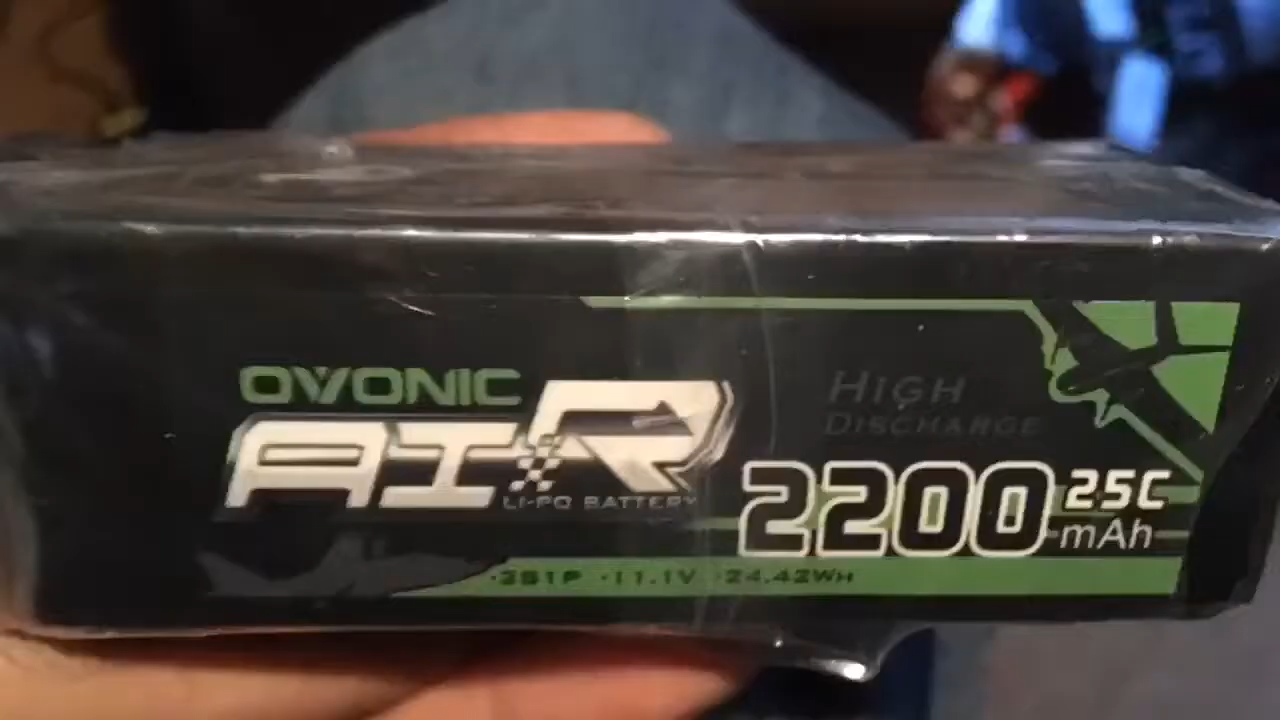 OVONIC
AIR
LI-PO BATTERY
HIGH
DISCHARGE
2200 25C
mAh
·3S1P ·11.1V ·24.42WH